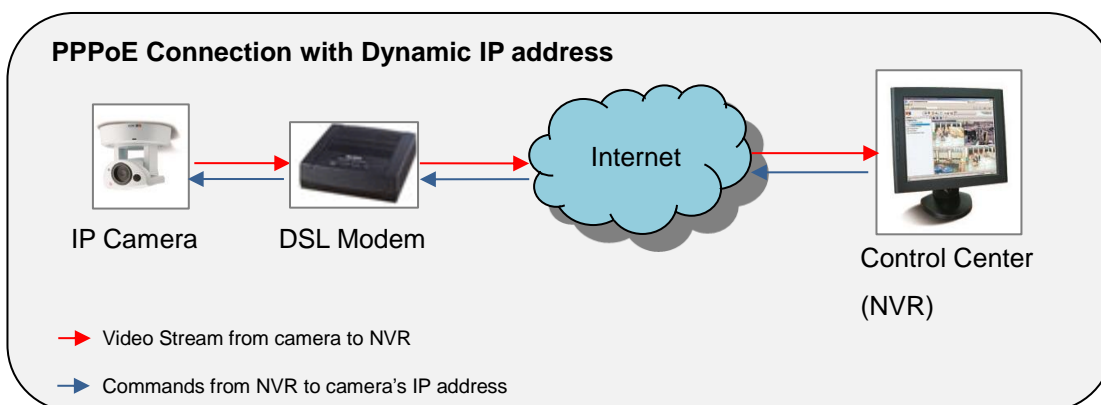 PPPoE Connection with Dynamic IP address
Internet
IP Camera
DSL Modem
Control Center
(NVR)
Video Stream from camera to NVR
Commands from NVR to camera's IP address